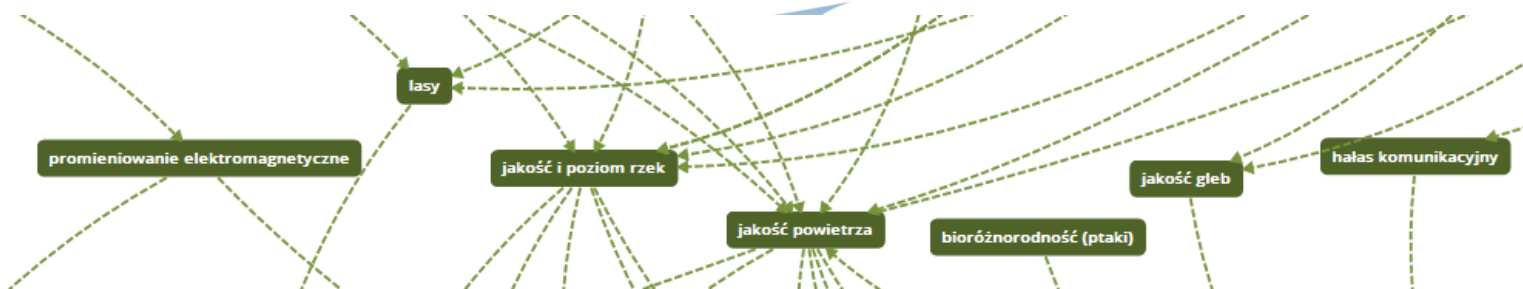 lasy
promieniowanie elektromagnetyczne
jakość i poziom rzek
hałas komunikacyjny
jakość gleb
jakość powietrza
bioróżnorodność (ptaki)